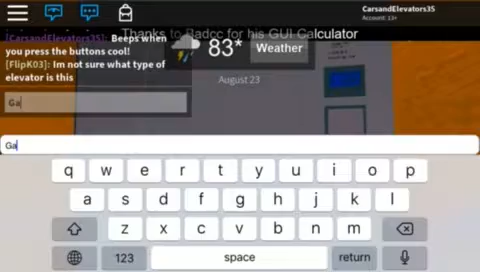 CarsandElevators35
Account: 13+
Thanks to Badcc for his GUI Calculator
[CarsandElevators35]: Beeps when
you press the buttons cool!
[FlipK03]: Im not sure what type of
elevator is this
83*
Weather
August 23
Ga
Ga
q w e r t y u i o p
a s d f g h j k l
z x c v b n m
123 space return